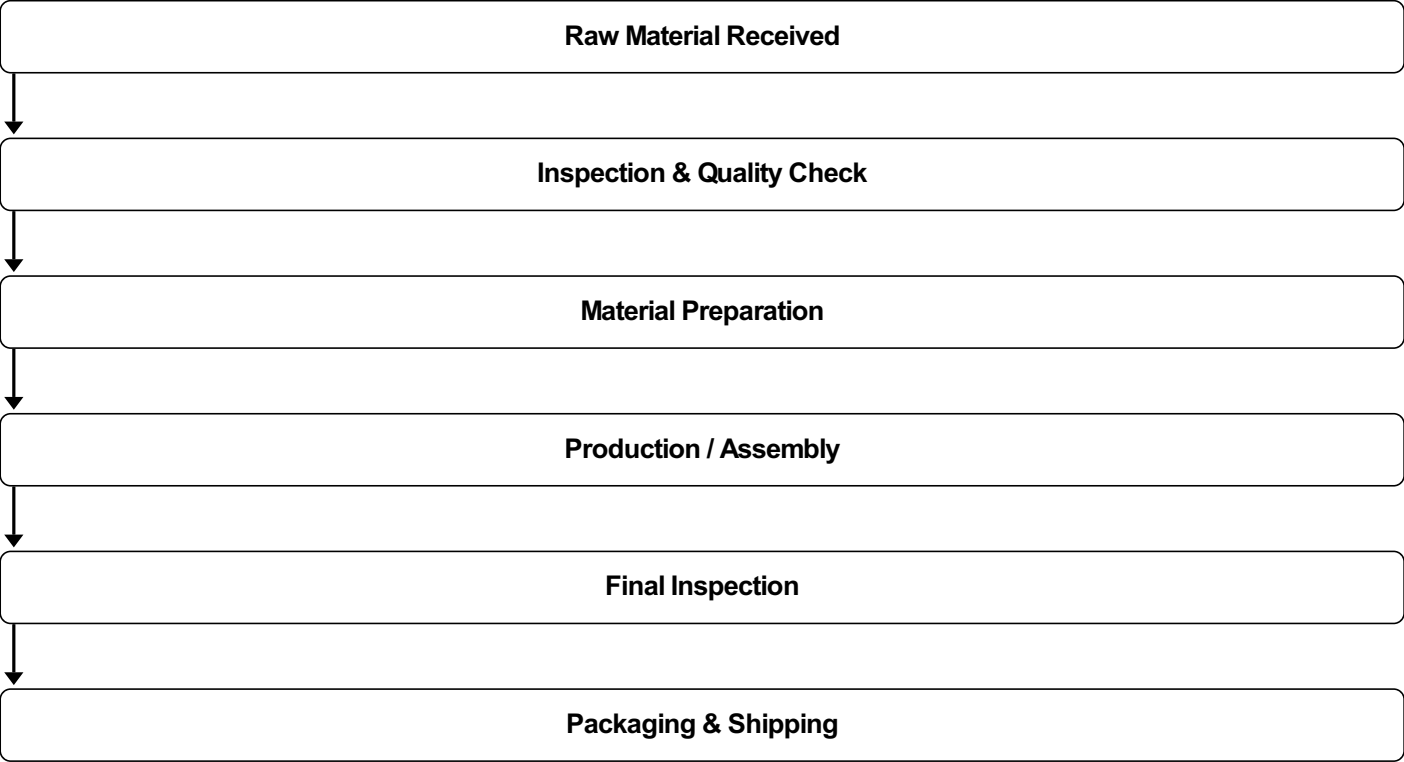 Raw Material Received
Inspection & Quality Check
Material Preparation
Production / Assembly
Final Inspection
Packaging & Shipping